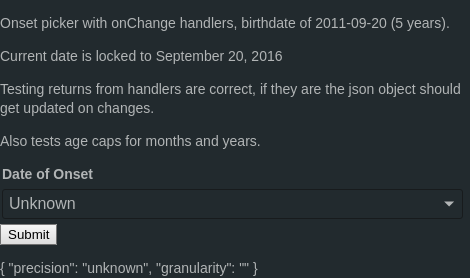 Onset picker with onChange handlers, birthdate of 2011-09-20 (5 years).
Current date is locked to September 20, 2016
Testing returns from handlers are correct, if they are the json object should
get updated on changes.
Also tests age caps for months and years.
Date of Onset
Unknown
Submit
{ "precision": "unknown", "granularity": "" }